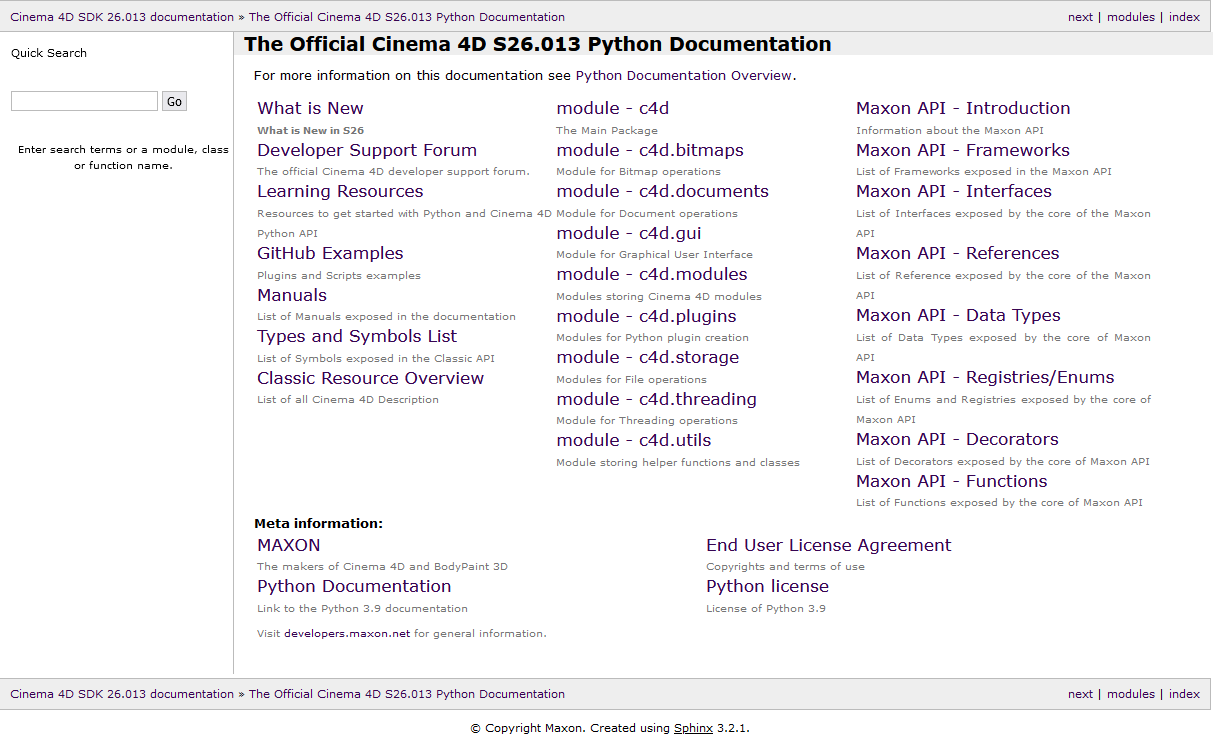 Cinema 4D SDK 26.013 documentation » The Official Cinema 4D S26.013 Python Documentation
next | modules | index
Quick Search
Go
Enter search terms or a module, class
or function name.
The Official Cinema 4D S26.013 Python Documentation
For more information on this documentation see Python Documentation Overview.
What is New
What is New in S26
Developer Support Forum
The official Cinema 4D developer support forum.
Learning Resources
Resources to get started with Python and Cinema 4D
Python API
GitHub Examples
Plugins and Scripts examples
Manuals
List of Manuals exposed in the documentation
Types and Symbols List
List of Symbols exposed in the Classic API
Classic Resource Overview
List of all Cinema 4D Description
module - c4d
The Main Package
module - c4d.bitmaps
Module for Bitmap operations
module - c4d.documents
Module for Document operations
module - c4d.gui
Module for Graphical User Interface
module - c4d.modules
Modules storing Cinema 4D modules
module - c4d.plugins
Modules for Python plugin creation
module - c4d.storage
Modules for File operations
module - c4d.threading
Module for Threading operations
module - c4d.utils
Module storing helper functions and classes
Maxon API - Introduction
Information about the Maxon API
Maxon API - Frameworks
List of Frameworks exposed in the Maxon API
Maxon API - Interfaces
List of Interfaces exposed by the core of the Maxon
API
Maxon API - References
List of Reference exposed by the core of the Maxon
API
Maxon API - Data Types
List of Data Types exposed by the core of Maxon
API
Maxon API - Registries/Enums
List of Enums and Registries exposed by the core of
Maxon API
Maxon API - Decorators
List of Decorators exposed by the core of Maxon API
Maxon API - Functions
List of Functions exposed by the core of Maxon API
Meta information:
MAXON
The makers of Cinema 4D and BodyPaint 3D
Python Documentation
Link to the Python 3.9 documentation
End User License Agreement
Copyrights and terms of use
Python license
License of Python 3.9
Visit developers.maxon.net for general information.
Cinema 4D SDK 26.013 documentation » The Official Cinema 4D S26.013 Python Documentation
next | modules | index
© Copyright Maxon. Created using Sphinx 3.2.1.